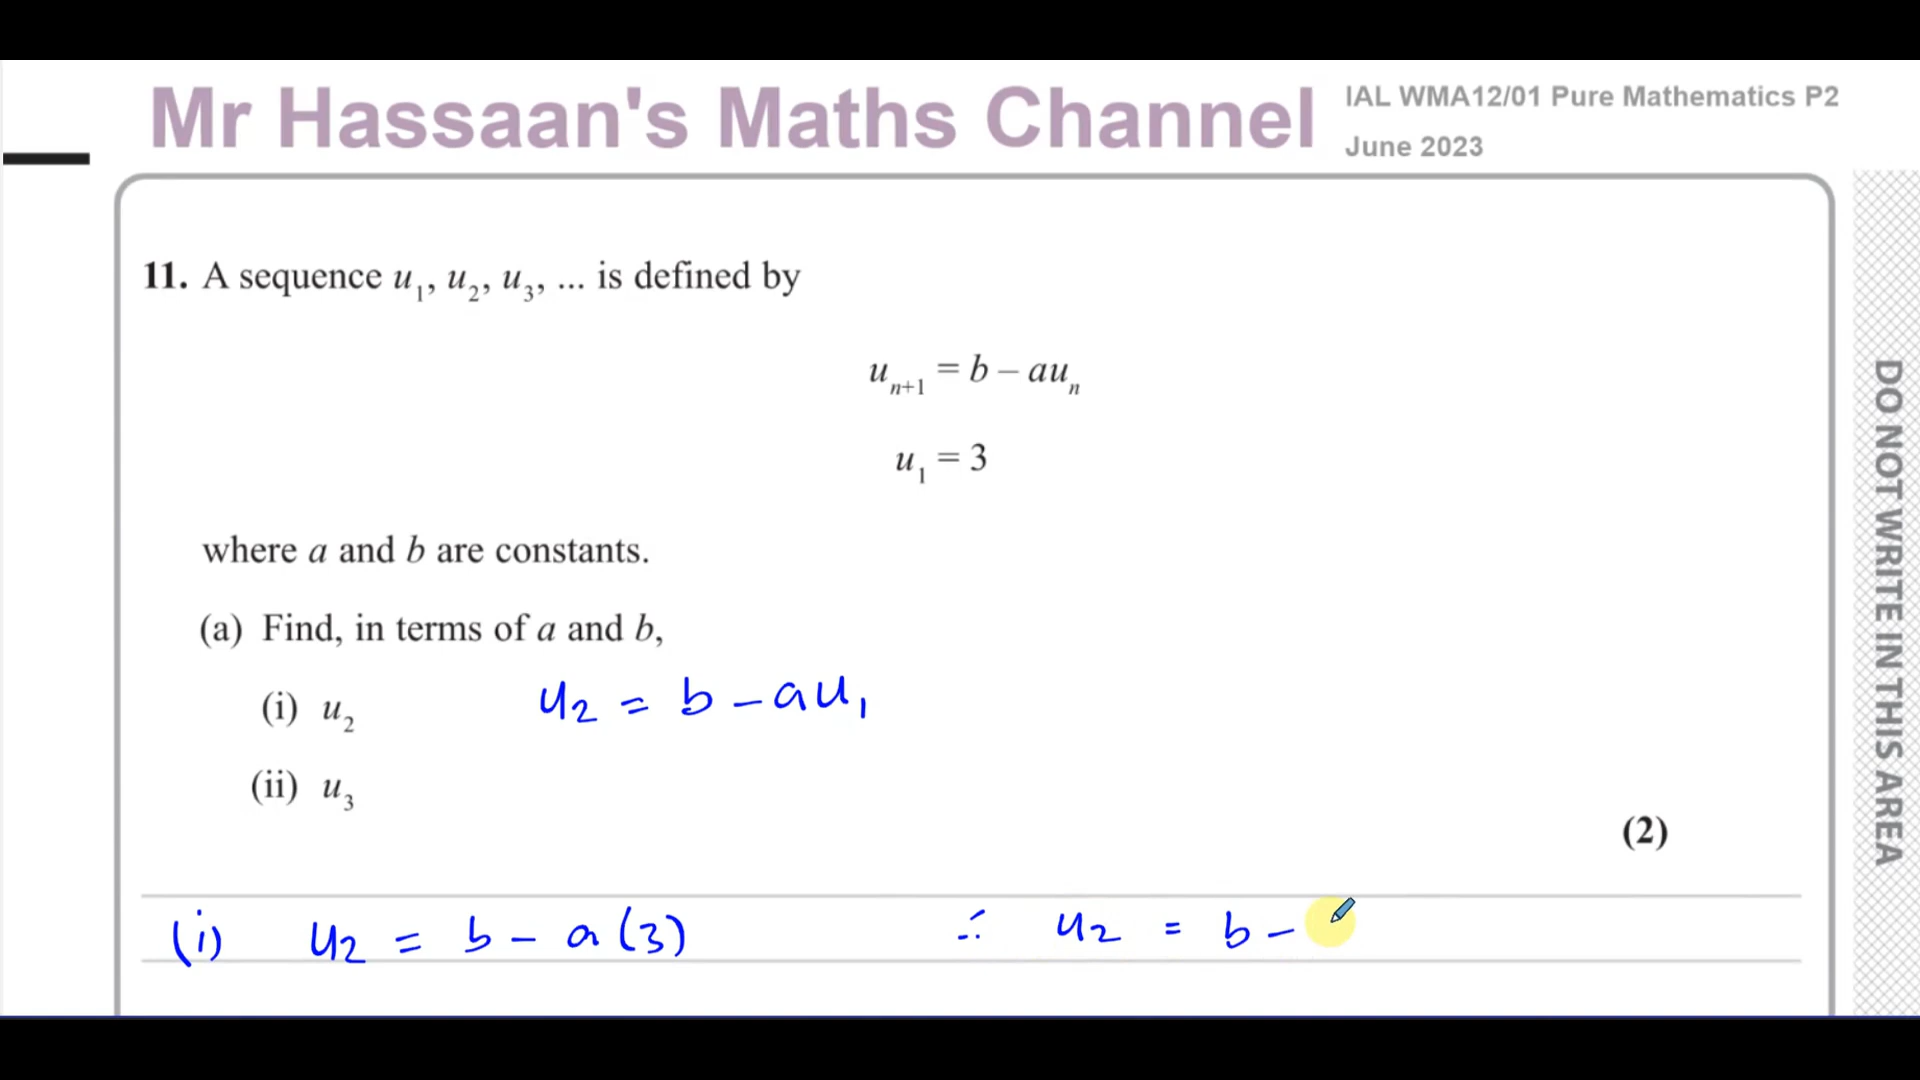 Mr Hassaan's Maths Channel
IAL WMA12/01 Pure Mathematics P2
June 2023
11. A sequence u₁, u₂, u₃, ... is defined by
uₙ₊₁ = b – auₙ
u₁ = 3
where a and b are constants.
(a) Find, in terms of a and b,
(i) u₂
u₂ = b – au₁
(ii) u₃
(2)
(i) u₂ = b – a(3) ∴ u₂ = b –
DO NOT WRITE IN THIS AREA